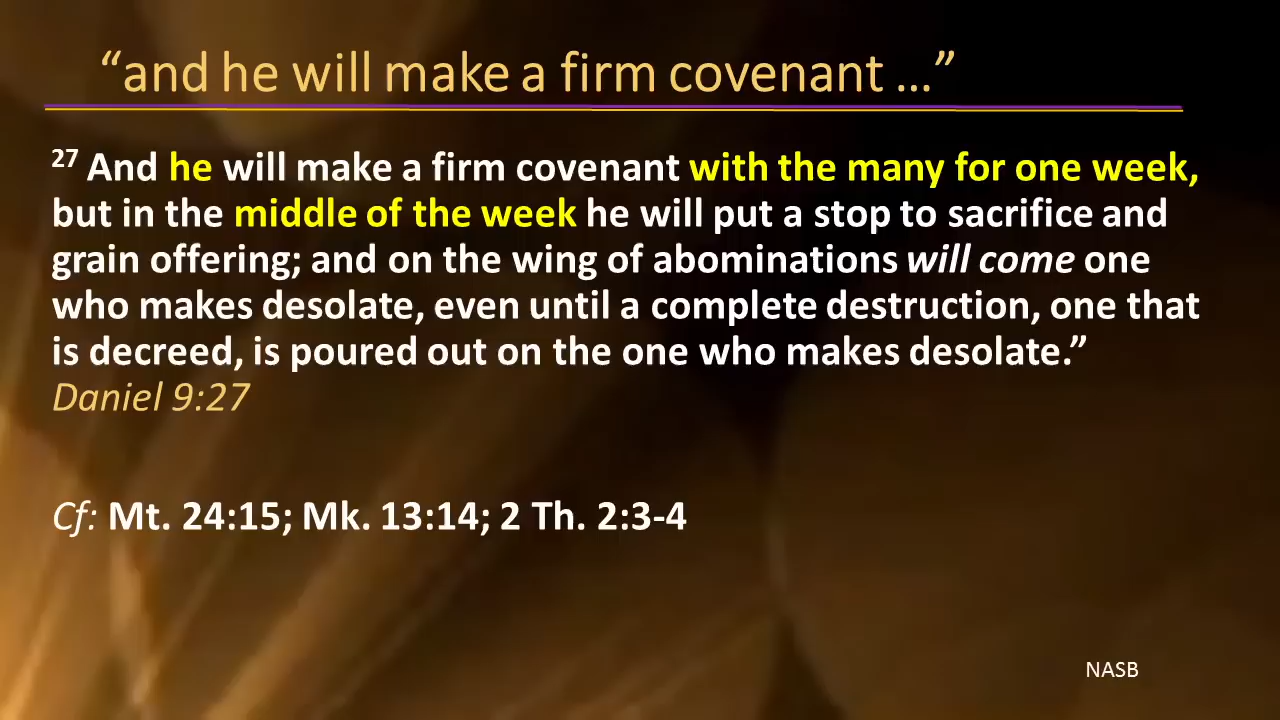 “and he will make a firm covenant …”
27 And he will make a firm covenant with the many for one week,
but in the middle of the week he will put a stop to sacrifice and
grain offering; and on the wing of abominations will come one
who makes desolate, even until a complete destruction, one that
is decreed, is poured out on the one who makes desolate.”
Daniel 9:27
Cf: Mt. 24:15; Mk. 13:14; 2 Th. 2:3-4
NASB